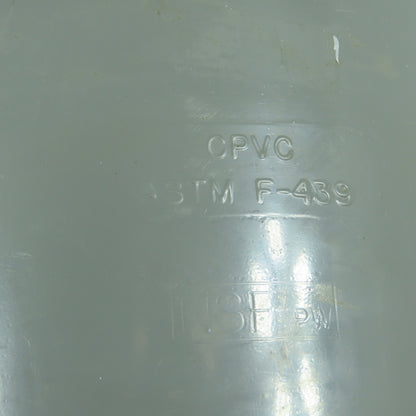 CPVC
ASTM F-439
NSF PW